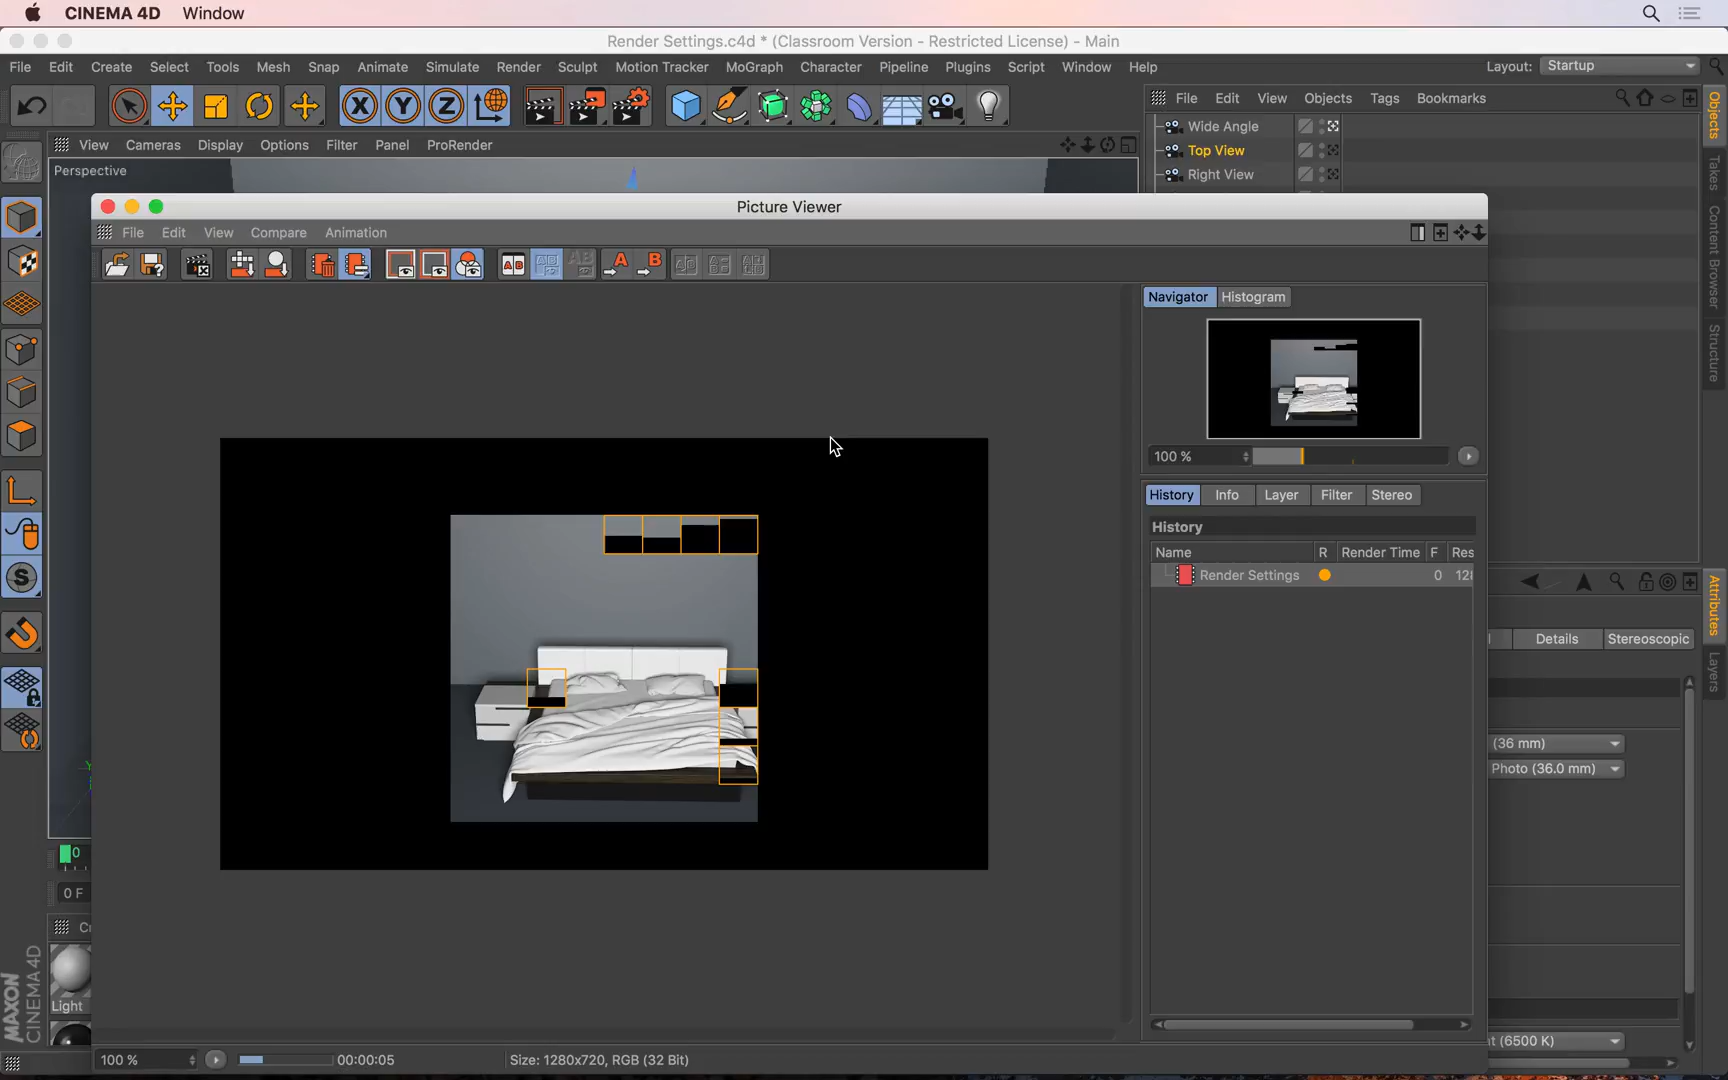 CINEMA 4D Window
Render Settings.c4d * (Classroom Version - Restricted License) - Main
File Edit Create Select Tools Mesh Snap Animate Simulate Render Sculpt Motion Tracker MoGraph Character Pipeline Plugins Script Window Help Layout: Startup
X Y Z
File Edit View Objects Tags Bookmarks
Wide Angle
Top View
Right View
View Cameras Display Options Filter Panel ProRender
Perspective
Picture Viewer
File Edit View Compare Animation
A B
AB
A B
Navigator Histogram
100 %
History Info Layer Filter Stereo
History
Name R Render Time F Res
Render Settings 0 128
Objects
Takes
Content Browser
Structure
Attributes
Layers
Details Stereoscopic
(36 mm)
Photo (36.0 mm)
t (6500 K)
S
0
0 F
Cr
Light
MAXON
CINEMA 4D
100 % 00:00:05 Size: 1280x720, RGB (32 Bit)